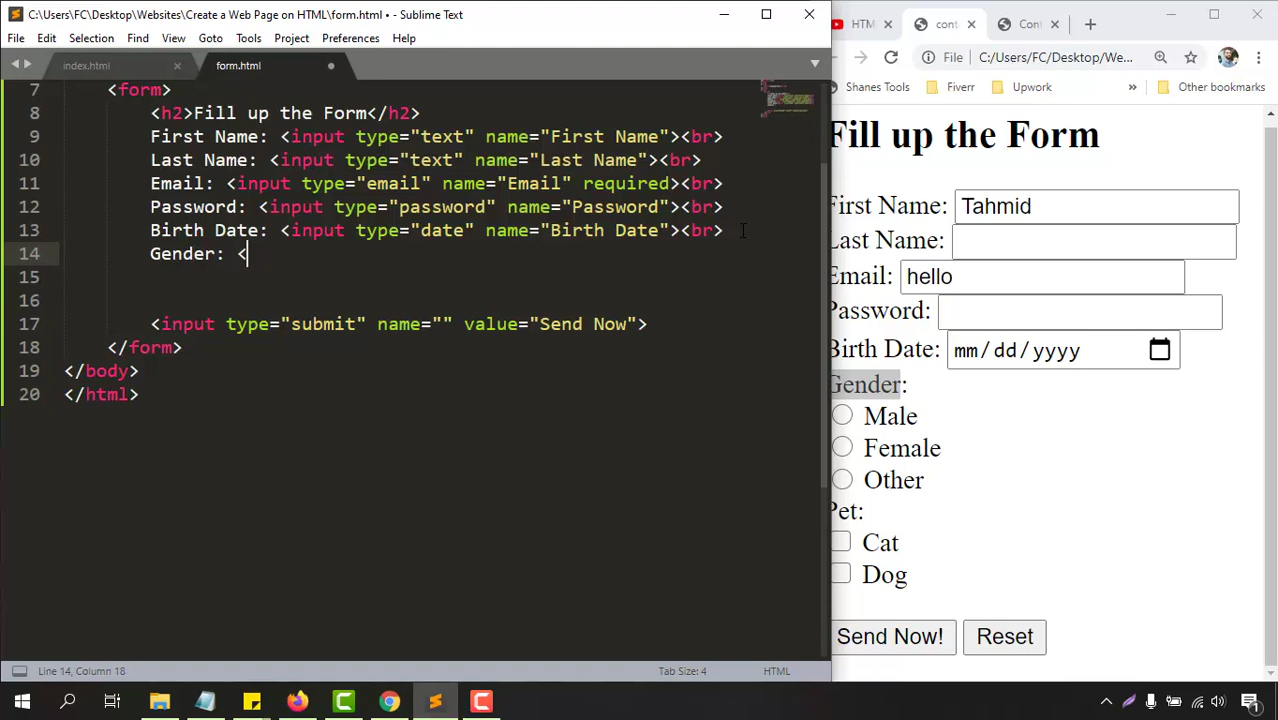 C:\Users\FC\Desktop\Websites\Create a Web Page on HTML\form.html • - Sublime Text
File Edit Selection Find View Goto Tools Project Preferences Help
index.html
form.html
7 <form>
8 <h2>Fill up the Form</h2>
9 First Name: <input type="text" name="First Name"><br>
10 Last Name: <input type="text" name="Last Name"><br>
11 Email: <input type="email" name="Email" required><br>
12 Password: <input type="password" name="Password"><br>
13 Birth Date: <input type="date" name="Birth Date"><br>
14 Gender: <
15
16
17 <input type="submit" name="" value="Send Now">
18 </form>
19 </body>
20 </html>
Line 14, Column 18
Tab Size: 4
HTML
HTM
cont
Cont
File C:/Users/FC/Desktop/We...
Shanes Tools Fiverr Upwork Other bookmarks
Fill up the Form
First Name: Tahmid
Last Name:
Email: hello
Password:
Birth Date: mm/dd/yyyy
Gender:
Male
Female
Other
Pet:
Cat
Dog
Send Now! Reset